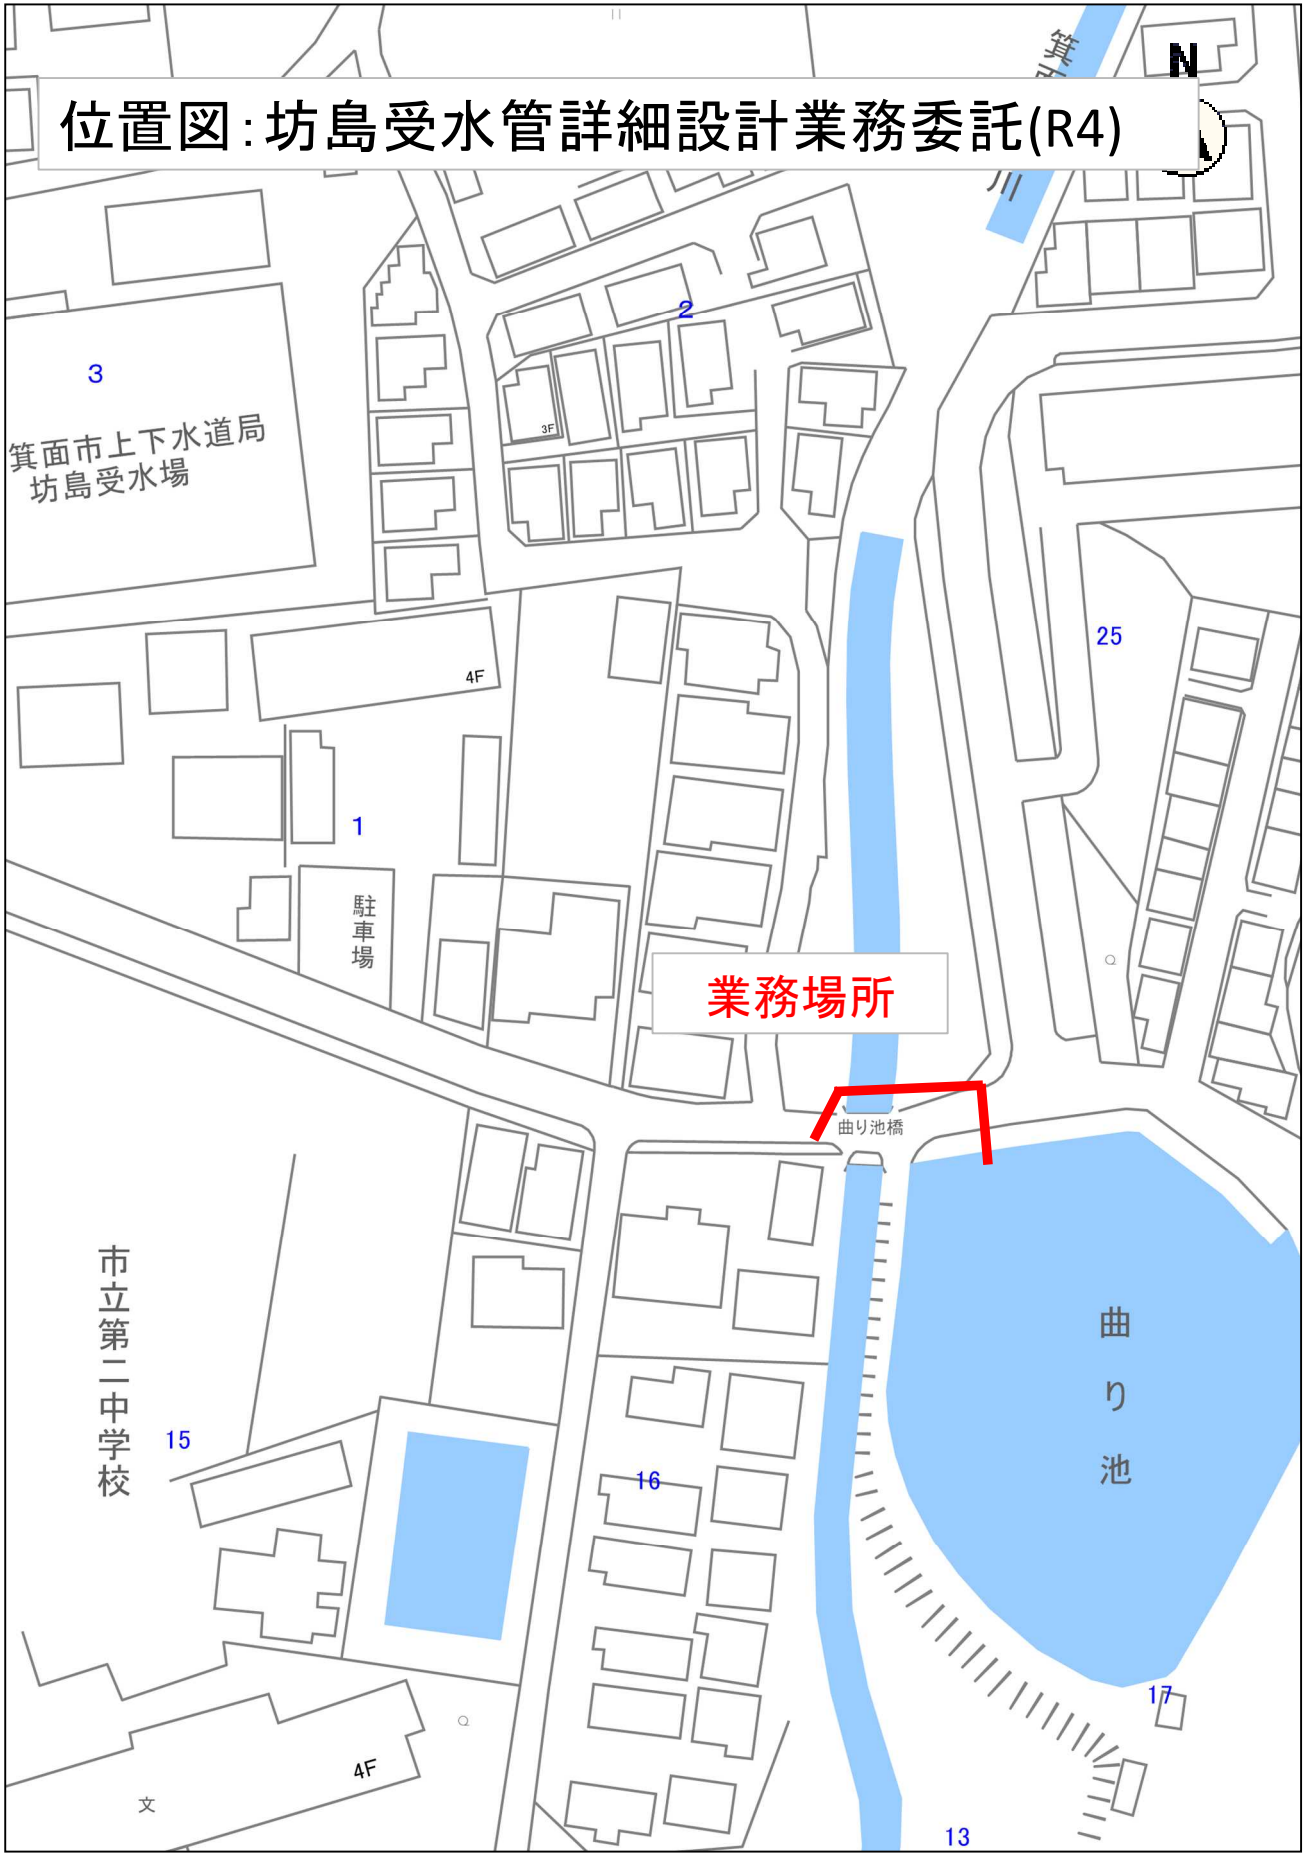 箕面
N
位置図:坊島受水管詳細設計業務委託(R4)
川
2
3
3F
箕面市上下水道局
坊島受水場
25
4F
1
駐車場
業務場所
曲り池橋
市立第二中学校
曲り池
15
16
17
4F
文
13